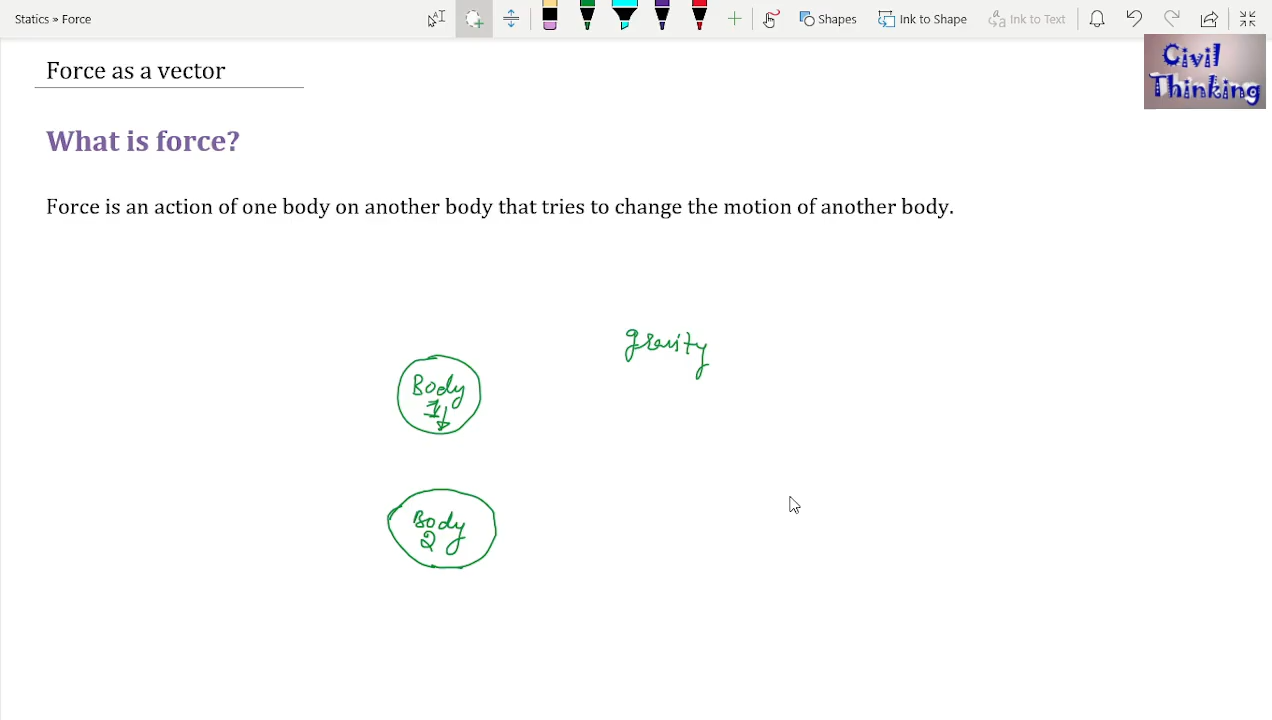 Statics » Force
Shapes
Ink to Shape
Ink to Text
Civil
Thinking
Force as a vector
What is force?
Force is an action of one body on another body that tries to change the motion of another body.
gravity
Body
1
Body
2